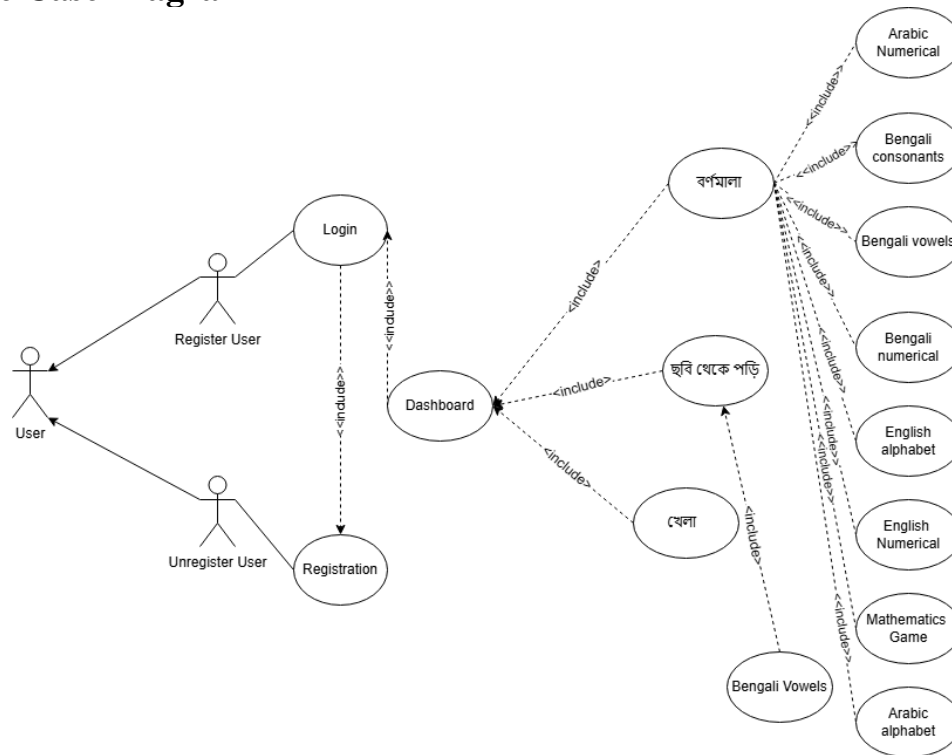 Arabic
Numerical
<<include>>
Bengali
consonants
<include>>
বর্ণমালা
Login
<<include>>
Bengali vowels
<include>
<<include>>
<<include>>
Register User
Bengali
numerical
<<include>>
ছবি থেকে পড়ি
<include>
Dashboard
User
<<include>>
<<include>>
English
alphabet
<include>
<<include>>
<<include>>
খেলা
English
Numerical
<include>
Unregister User
Registration
Mathematics
Game
<<include>>
Bengali Vowels
Arabic
alphabet